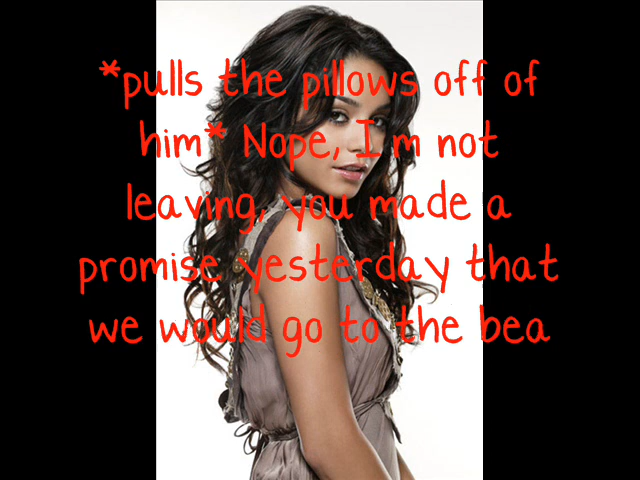 *pulls the pillows off of
him* Nope, I'm not
leaving, you made a
promise yesterday that
we would go to the bea